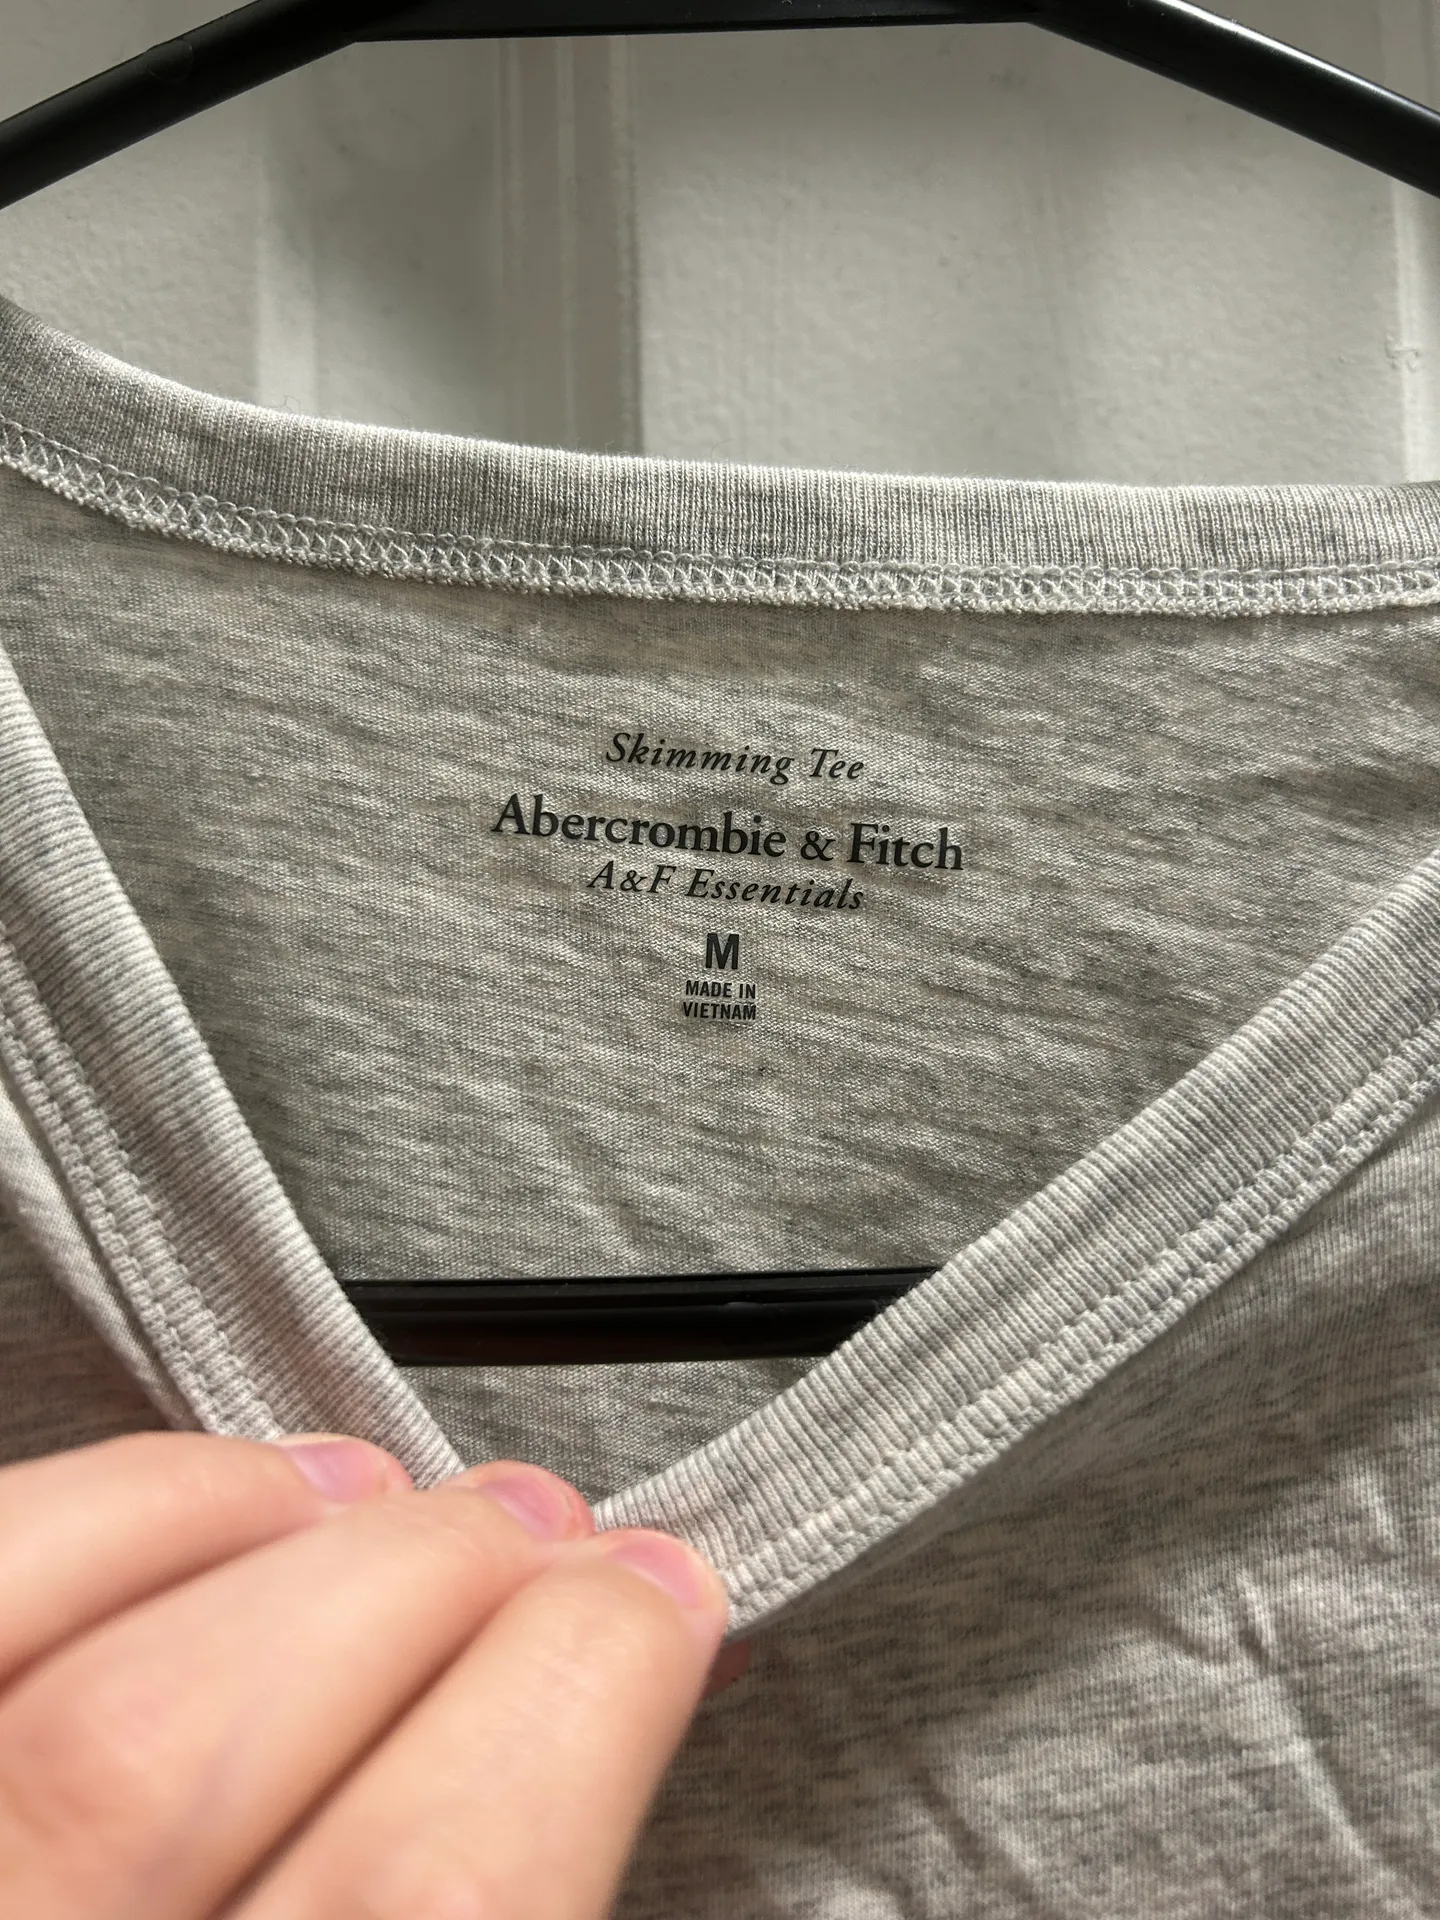 Skimming Tee
Abercrombie & Fitch
A&F Essentials
M
MADE IN
VIETNAM